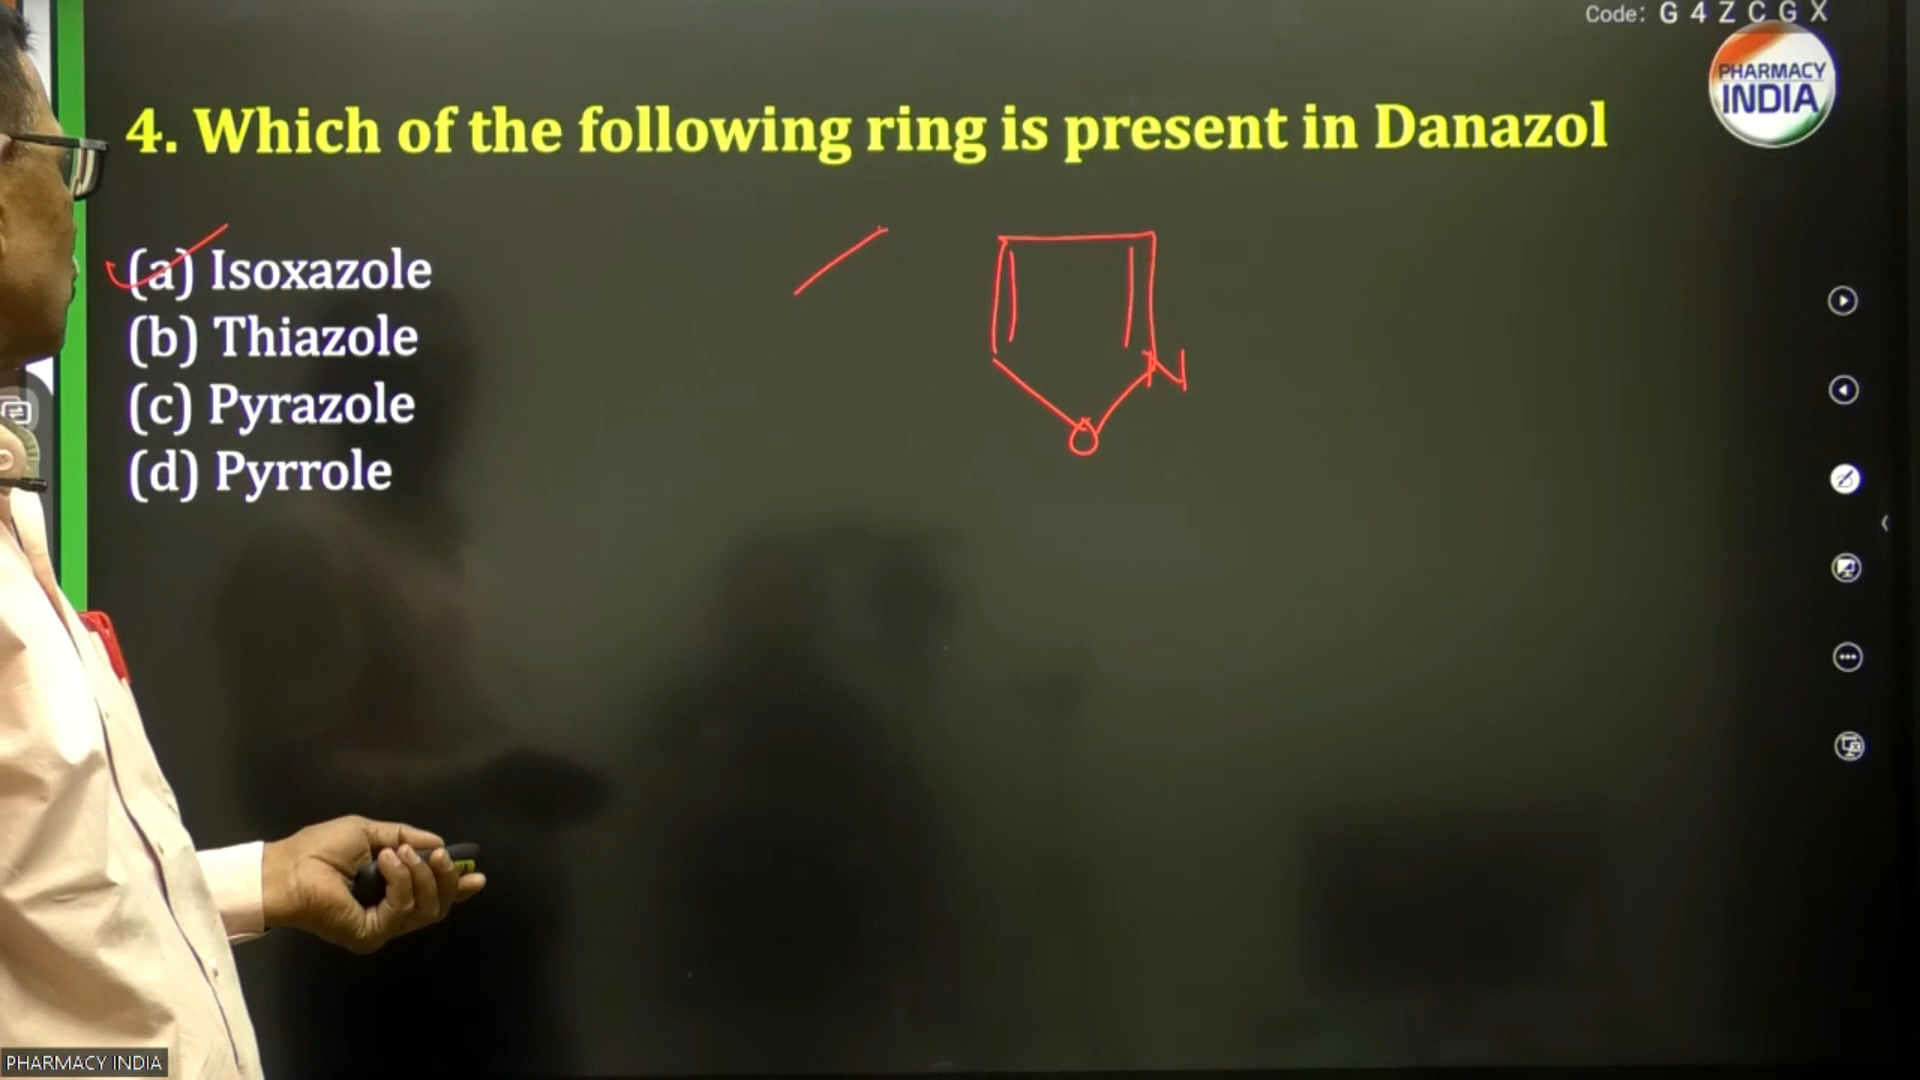 Code: G 4 Z C G X
PHARMACY
INDIA
4. Which of the following ring is present in Danazol
(a) Isoxazole
(b) Thiazole
(c) Pyrazole
(d) Pyrrole
N
O
PHARMACY INDIA